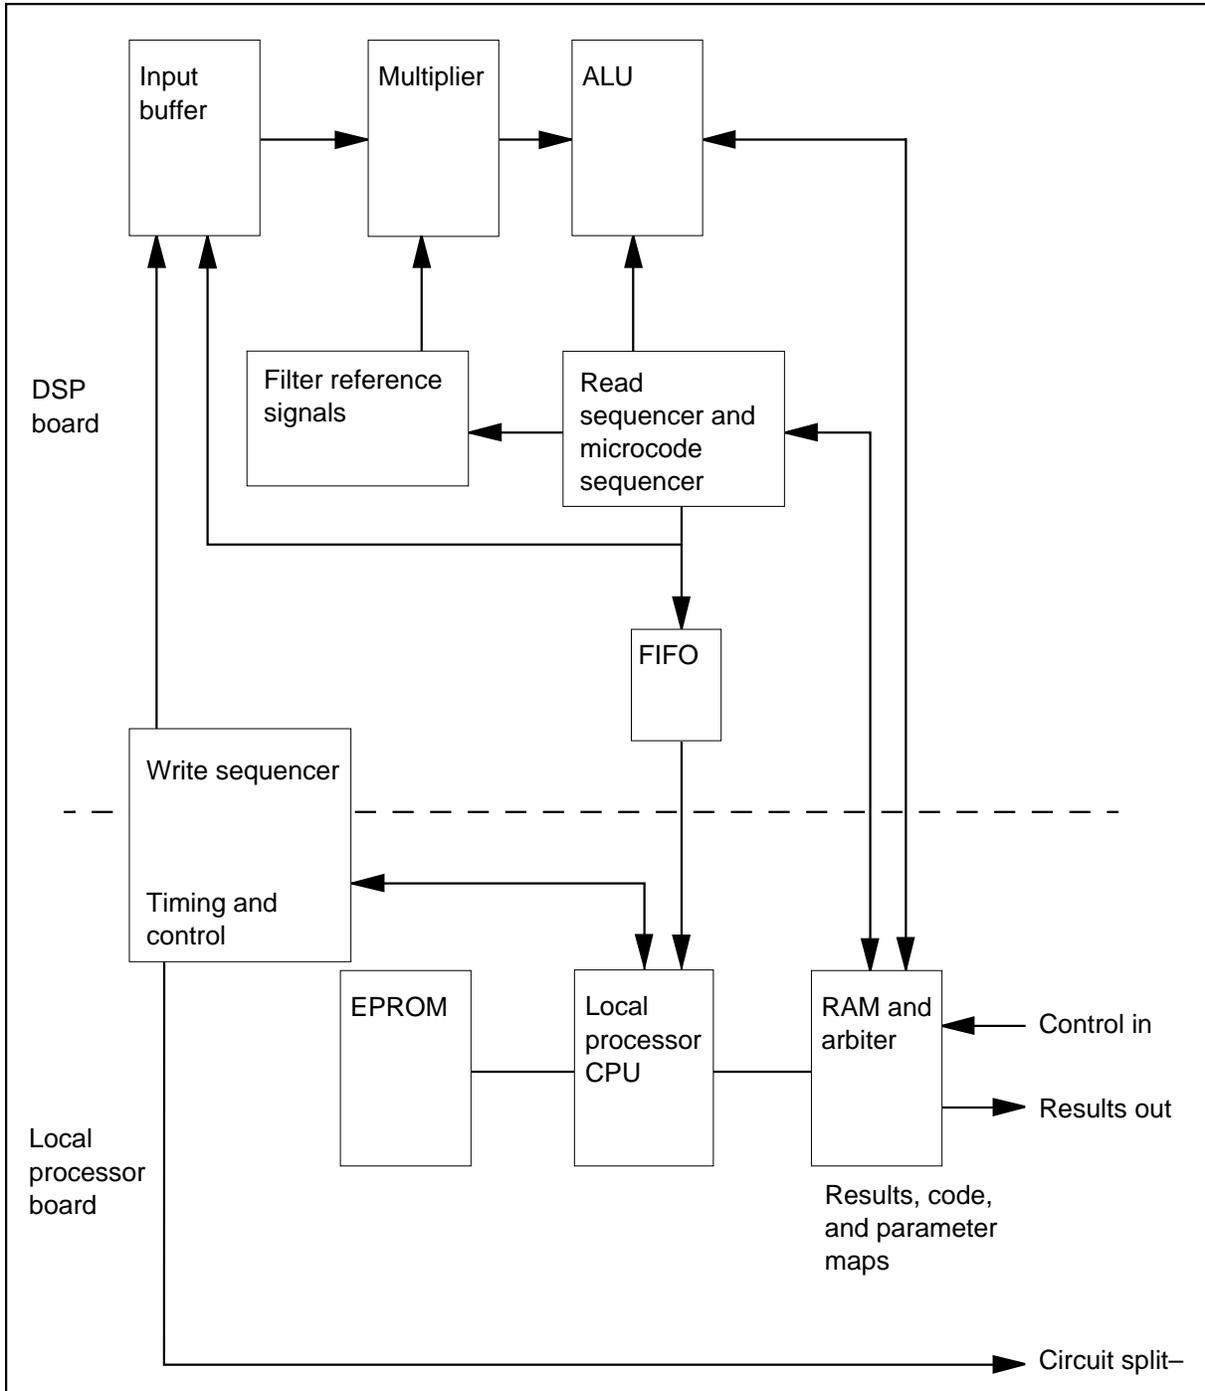 Input
buffer
Multiplier
ALU
DSP
board
Filter reference
signals
Read
sequencer and
microcode
sequencer
FIFO
Write sequencer
Timing and
control
EPROM
Local
processor
CPU
RAM and
arbiter
Control in
Results out
Local
processor
board
Results, code,
and parameter
maps
Circuit split–